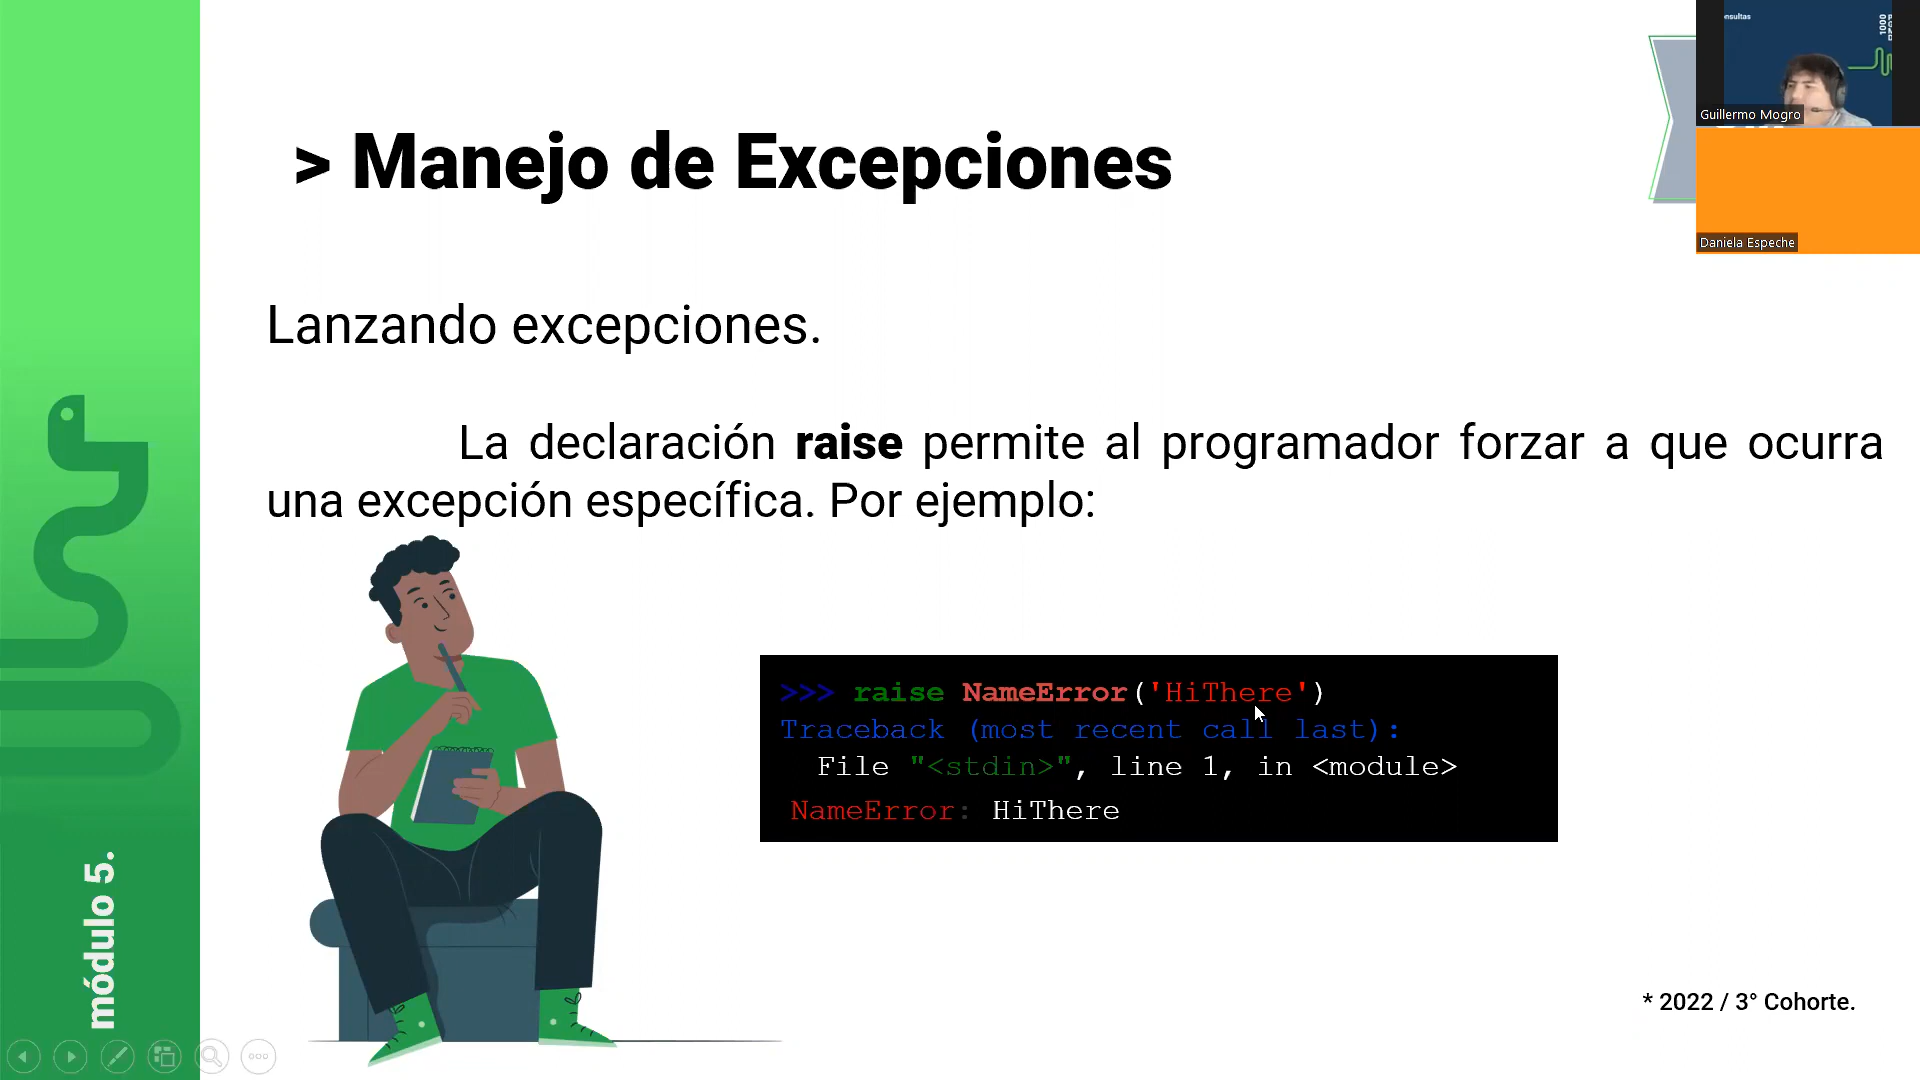 > Manejo de Excepciones
Lanzando excepciones.
La declaración raise permite al programador forzar a que ocurra
una excepción específica. Por ejemplo:
>>> raise NameError('HiThere')
Traceback (most recent call last):
File "<stdin>", line 1, in <module>
NameError: HiThere
* 2022 / 3° Cohorte.
módulo 5.
Guillermo Mogro
Daniela Espeche